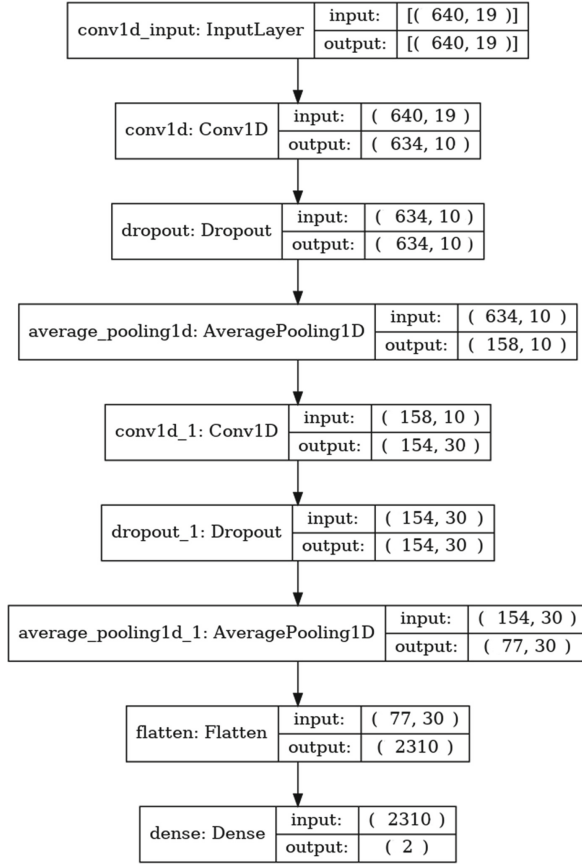 conv1d_input: InputLayer
input: [( 640, 19 )]
output: [( 640, 19 )]
conv1d: Conv1D
input: ( 640, 19 )
output: ( 634, 10 )
dropout: Dropout
input: ( 634, 10 )
output: ( 634, 10 )
average_pooling1d: AveragePooling1D
input: ( 634, 10 )
output: ( 158, 10 )
conv1d_1: Conv1D
input: ( 158, 10 )
output: ( 154, 30 )
dropout_1: Dropout
input: ( 154, 30 )
output: ( 154, 30 )
average_pooling1d_1: AveragePooling1D
input: ( 154, 30 )
output: ( 77, 30 )
flatten: Flatten
input: ( 77, 30 )
output: ( 2310 )
dense: Dense
input: ( 2310 )
output: ( 2 )